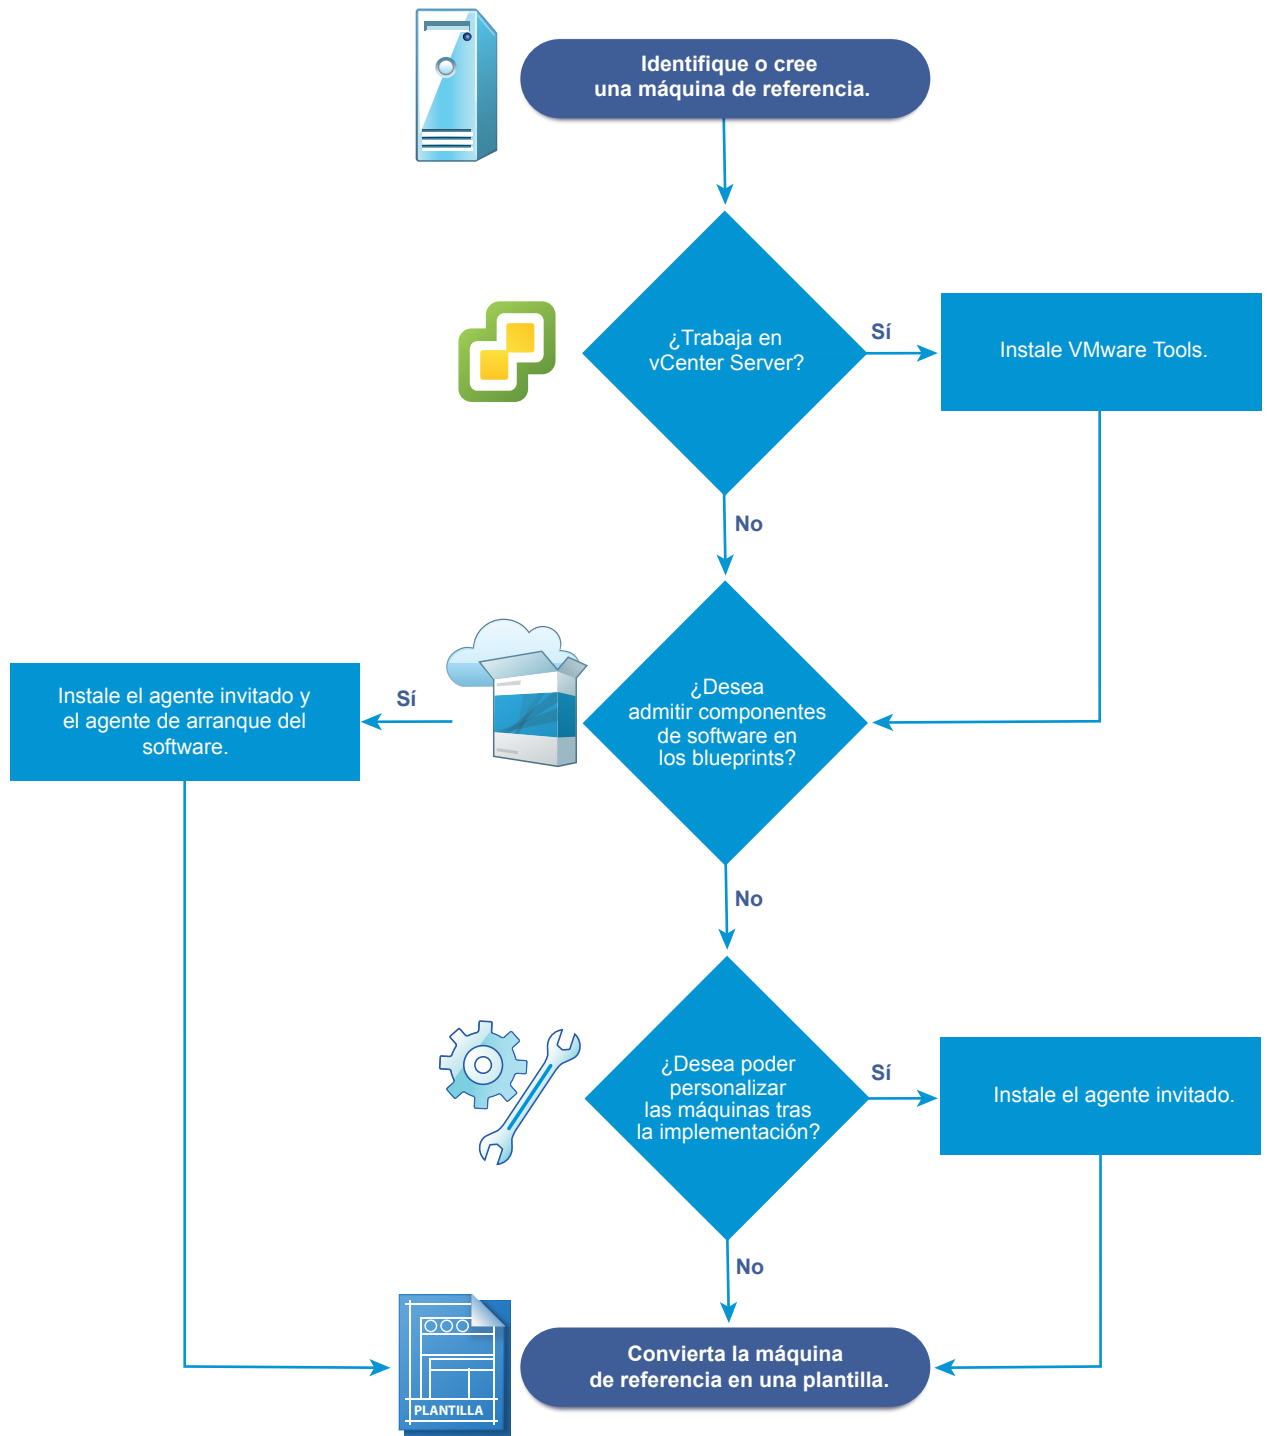 Identifique o cree
una máquina de referencia.
¿Trabaja en
vCenter Server?
Sí
Instale VMware Tools.
No
¿Desea
admitir componentes
de software en
los blueprints?
Sí
Instale el agente invitado y
el agente de arranque del
software.
No
¿Desea poder
personalizar
las máquinas tras
la implementación?
Sí
Instale el agente invitado.
No
PLANTILLA
Convierta la máquina
de referencia en una plantilla.